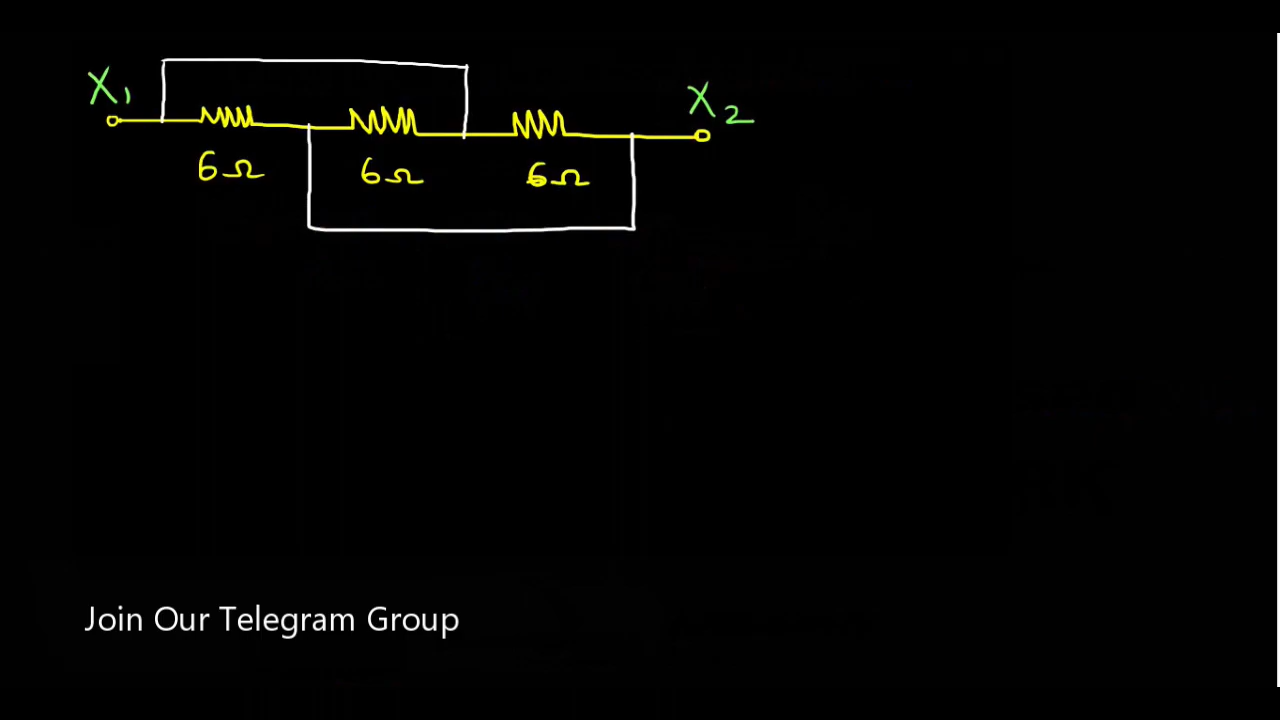 X₁ X₂
6Ω 6Ω 6Ω
Join Our Telegram Group